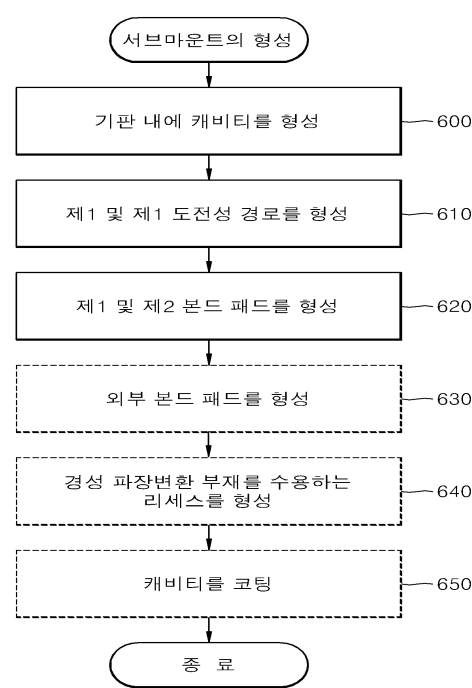 서브마운트의 형성
기판 내에 캐비티를 형성
600
제1 및 제1 도전성 경로를 형성
610
제1 및 제2 본드 패드를 형성
620
외부 본드 패드를 형성
630
경성 파장변환 부재를 수용하는
리세스를 형성
640
캐비티를 코팅
650
종 료